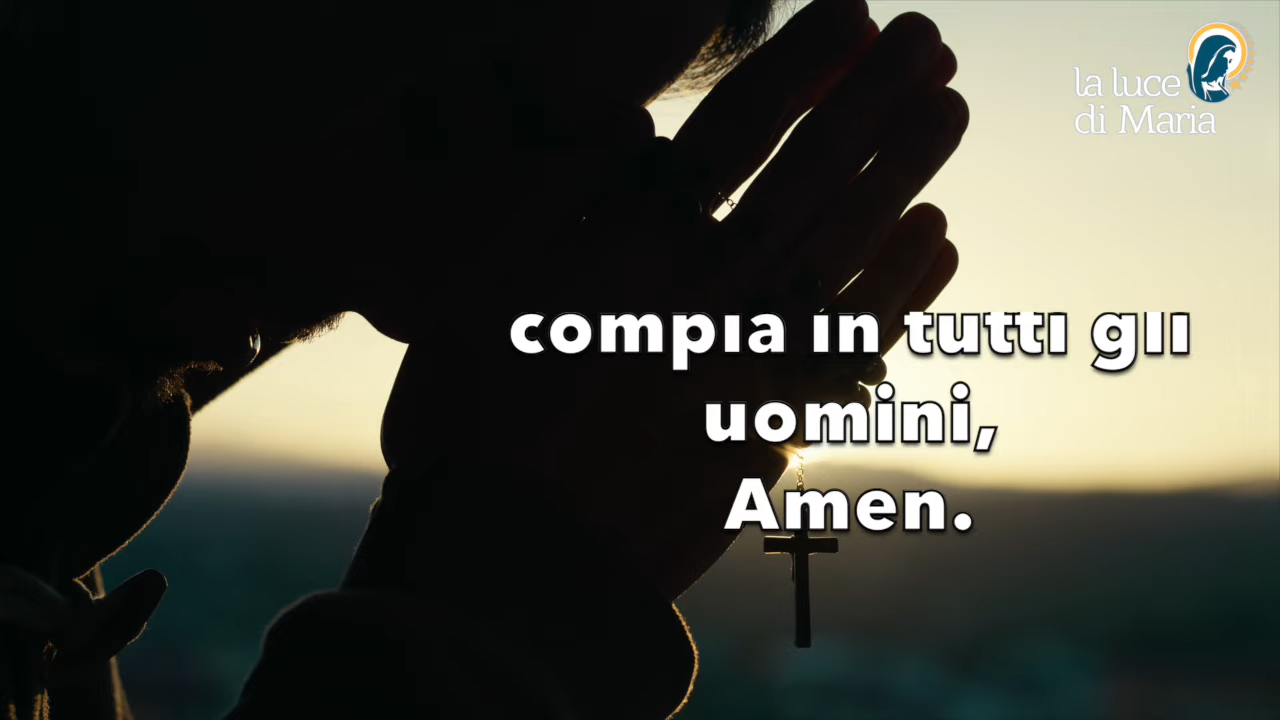 la luce
di Maria
compia in tutti gli
uomini,
Amen.